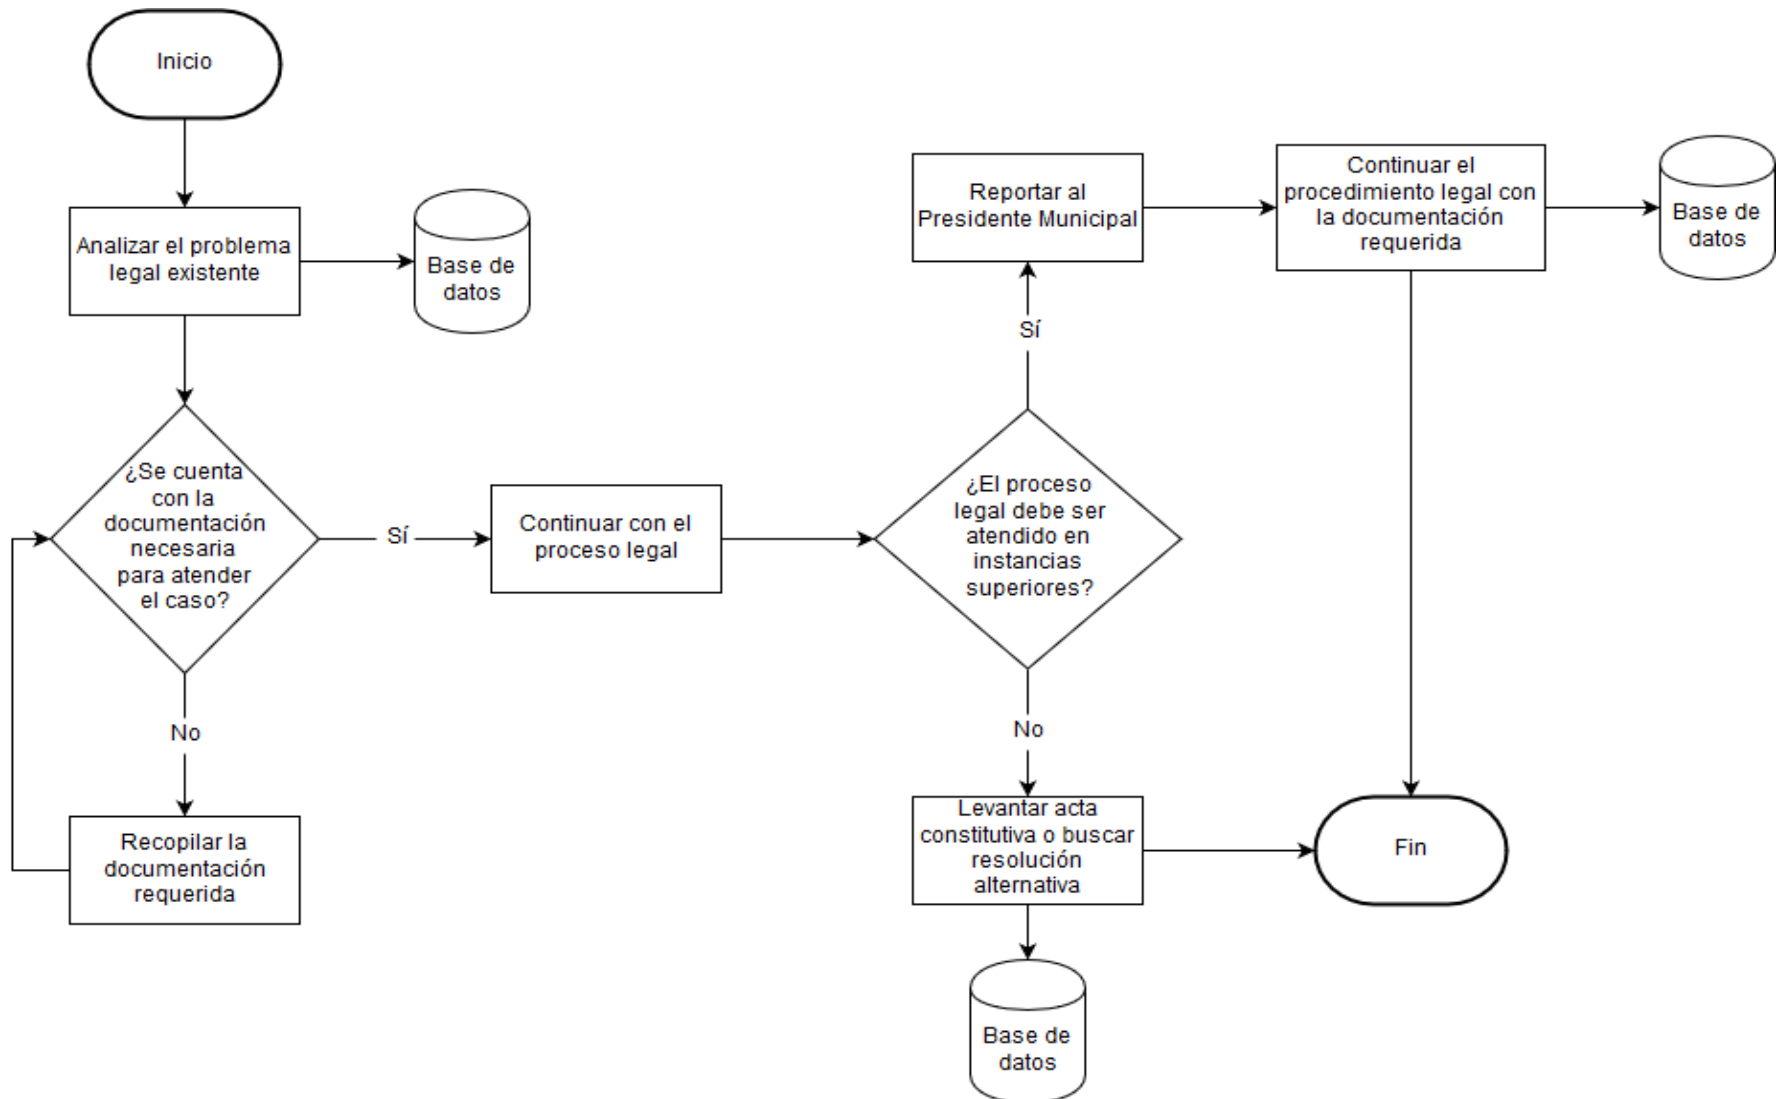 Inicio
Analizar el problema
legal existente
Base de
datos
¿Se cuenta
con la
documentación
necesaria
para atender
el caso?
Sí
No
Recopilar la
documentación
requerida
Continuar con el
proceso legal
¿El proceso
legal debe ser
atendido en
instancias
superiores?
Sí
Reportar al
Presidente Municipal
Continuar el
procedimiento legal con
la documentación
requerida
Base de
datos
No
Levantar acta
constitutiva o buscar
resolución
alternativa
Base de
datos
Fin